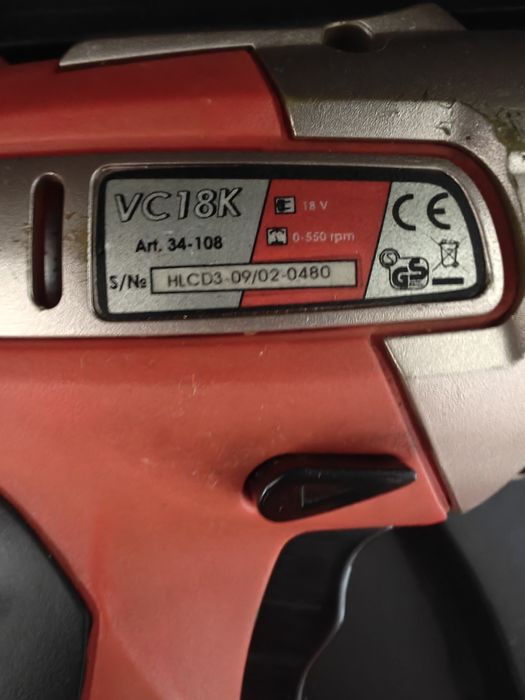 VC18K
18 V
Art. 34-108
0-550 rpm
S/№ HLCD3-09/02-0480
CE
S GS